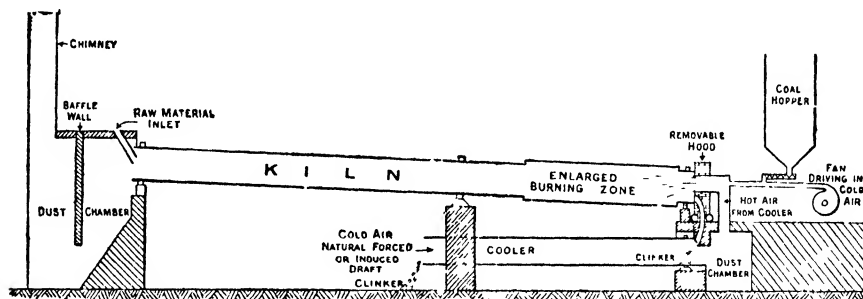 CHIMNEY
BAFFLE
WALL
RAW MATERIAL
INLET
COAL
HOPPER
REMOVABLE
HOOD
KILN
ENLARGED
BURNING ZONE
FAN
DRIVING IN
COLD
AIR
DUST CHAMBER
HOT AIR
FROM COOLER
COLD AIR
NATURAL FORCED
OR INDUCED
DRAFT
CLINKER
COOLER
CLINKER
DUST
CHAMBER